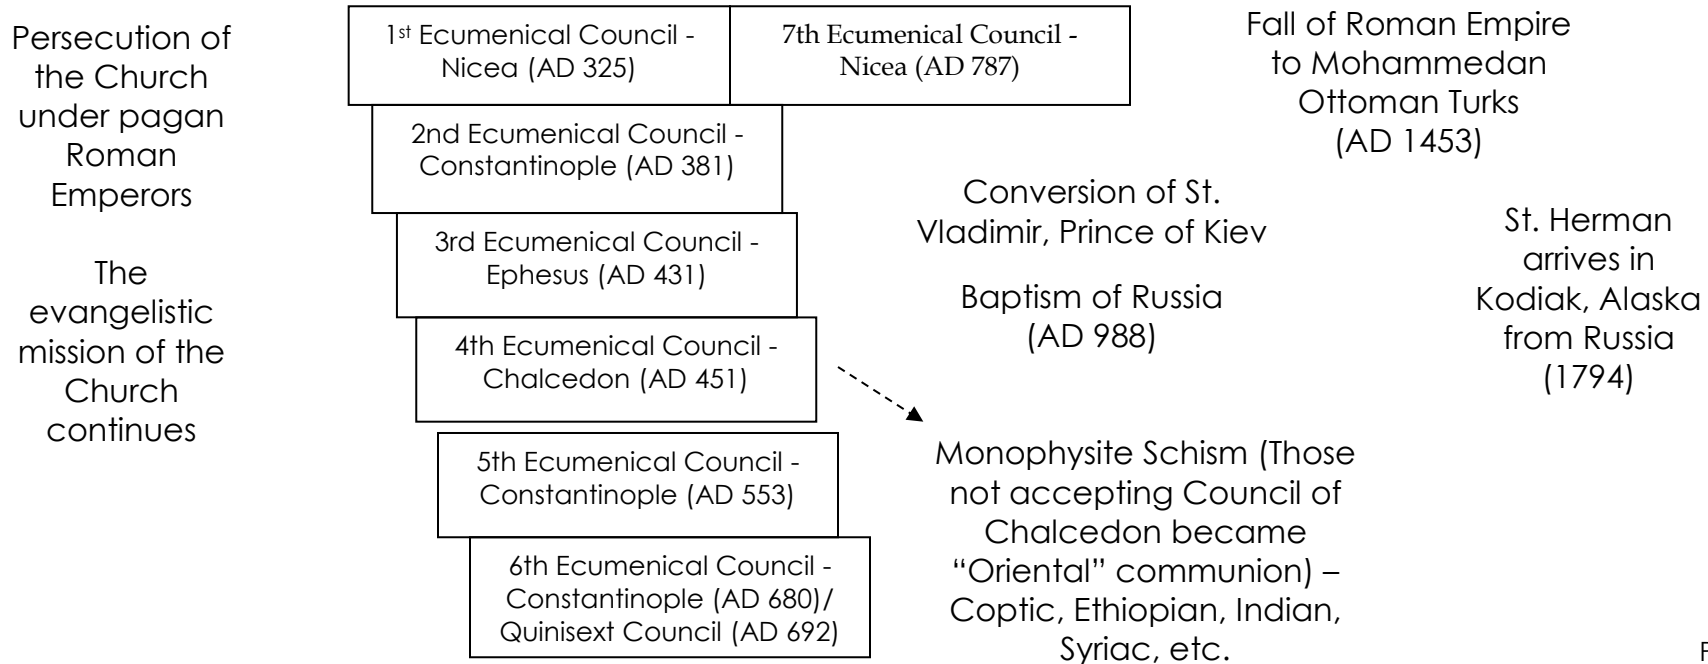 Persecution of
the Church
under pagan
Roman
Emperors
The
evangelistic
mission of the
Church
continues
1st Ecumenical Council -
Nicea (AD 325)
7th Ecumenical Council -
Nicea (AD 787)
2nd Ecumenical Council -
Constantinople (AD 381)
3rd Ecumenical Council -
Ephesus (AD 431)
4th Ecumenical Council -
Chalcedon (AD 451)
5th Ecumenical Council -
Constantinople (AD 553)
6th Ecumenical Council -
Constantinople (AD 680)/
Quinisext Council (AD 692)
Conversion of St.
Vladimir, Prince of Kiev
Baptism of Russia
(AD 988)
Monophysite Schism (Those
not accepting Council of
Chalcedon became
“Oriental” communion) –
Coptic, Ethiopian, Indian,
Syriac, etc.
Fall of Roman Empire
to Mohammedan
Ottoman Turks
(AD 1453)
St. Herman
arrives in
Kodiak, Alaska
from Russia
(1794)